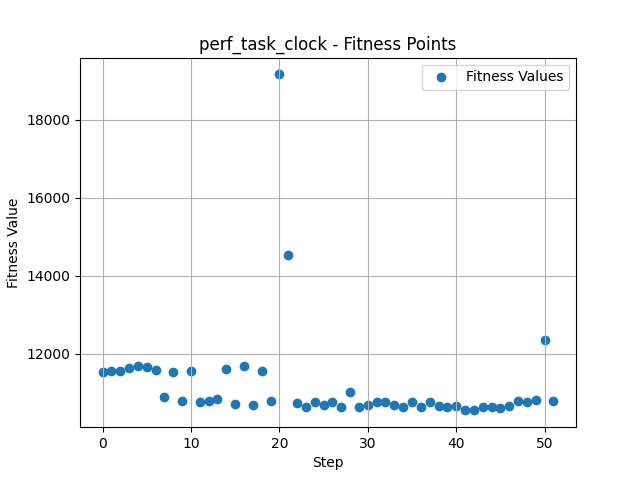 perf_task_clock - Fitness Points
Fitness Values
Fitness Value
18000
16000
14000
12000
0 10 20 30 40 50
Step